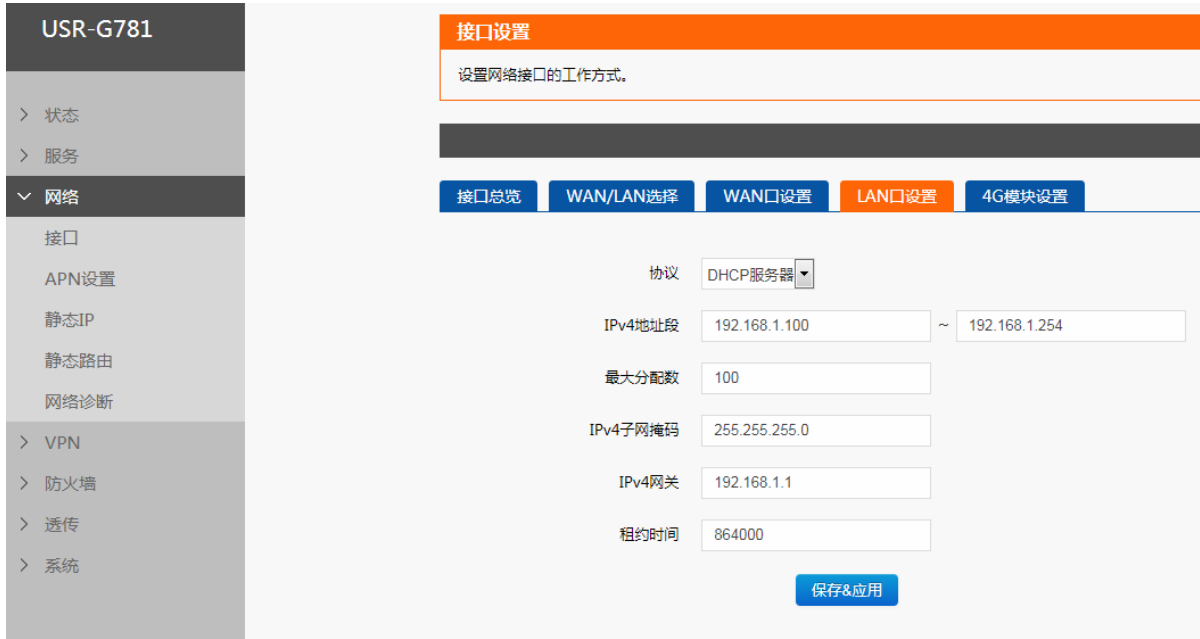 USR-G781
状态
服务
网络
接口
APN设置
静态IP
静态路由
网络诊断
VPN
防火墙
透传
系统
接口设置
设置网络接口的工作方式。
接口总览 WAN/LAN选择 WAN口设置 LAN口设置 4G模块设置
协议 DHCP服务器
IPv4地址段 192.168.1.100 ~ 192.168.1.254
最大分配数 100
IPv4子网掩码 255.255.255.0
IPv4网关 192.168.1.1
租约时间 864000
保存&应用